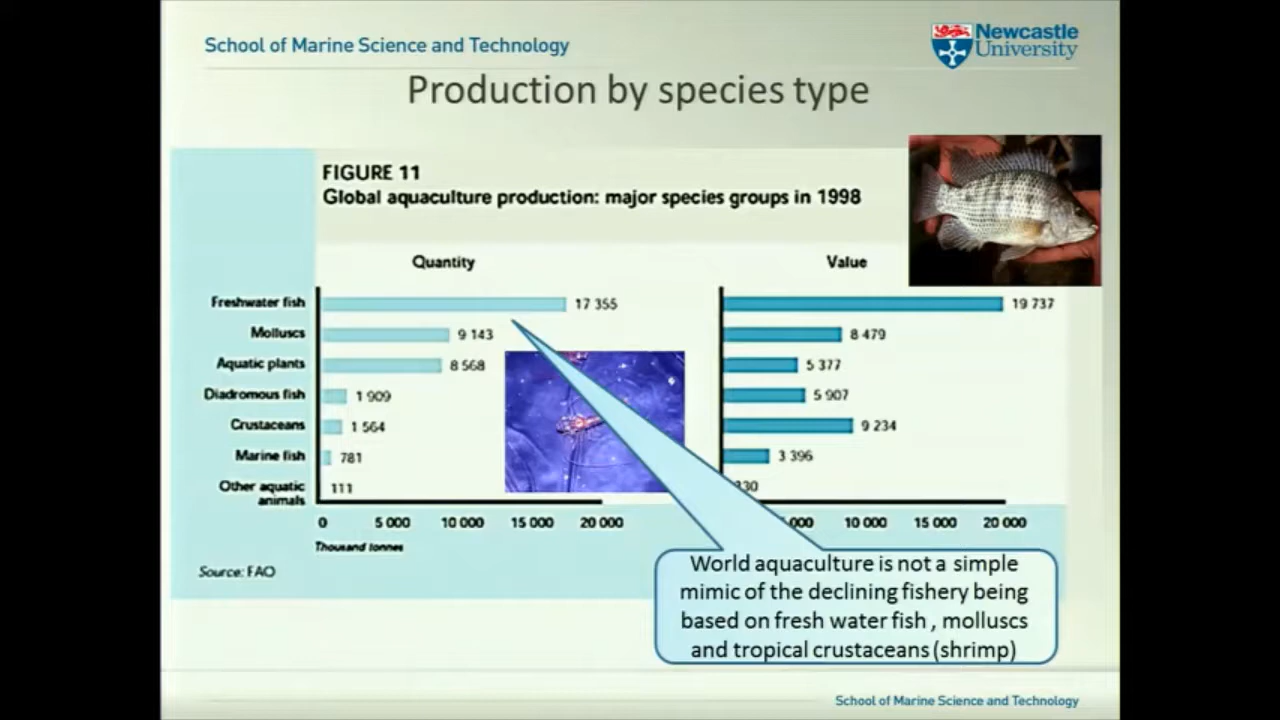 School of Marine Science and Technology
Newcastle
University
Production by species type
FIGURE 11
Global aquaculture production: major species groups in 1998
Quantity
Value
Freshwater fish 17 355 19 737
Molluscs 9 143 8 479
Aquatic plants 8 568 5 377
Diadromous fish 1 909 5 907
Crustaceans 1 564 9 234
Marine fish 781 3 396
Other aquatic
animals 111
0 5 000 10 000 15 000 20 000 10 000 15 000 20 000
Thousand tonnes
Source: FAO
World aquaculture is not a simple
mimic of the declining fishery being
based on fresh water fish , molluscs
and tropical crustaceans (shrimp)
School of Marine Science and Technology